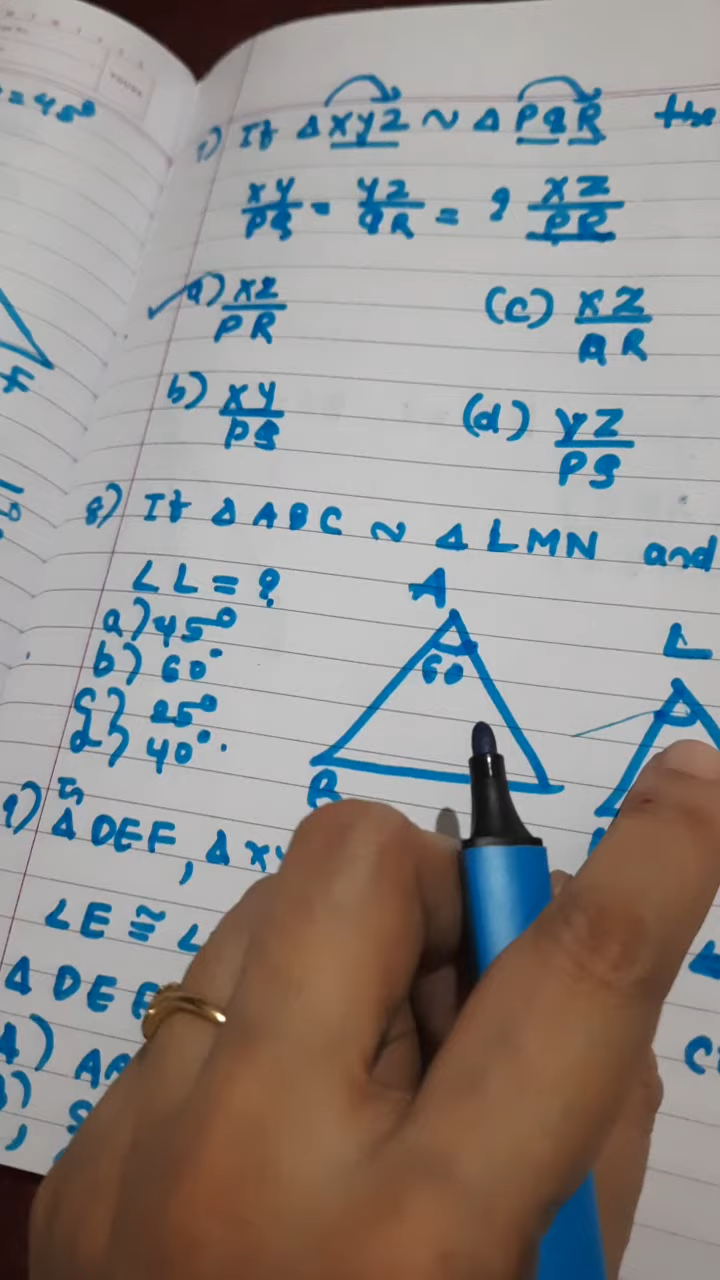 = 45°
7) If Δ XYZ ~ Δ PQR the
XY/PQ = YZ/QR = ? XZ/PR
a) XZ/PR (c) XZ/QR
b) XY/PQ (d) YZ/PQ
8) If Δ ABC ~ Δ LMN and
∠L = ?
a) 45°
b) 60°
c) 25°
d) 40°.
A
60
B
L
F
9) In Δ DEF, Δ XY
∠E ≅ ∠
Δ DEF
A) AA